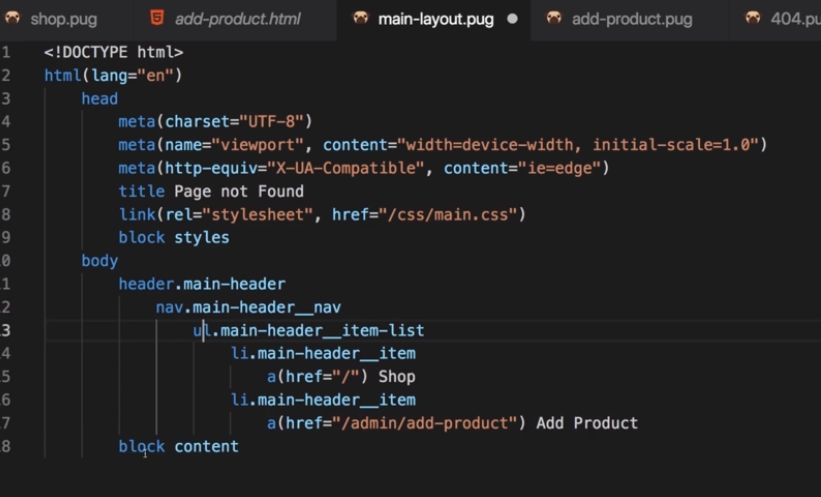 shop.pug add-product.html main-layout.pug add-product.pug 404.pu
1 <!DOCTYPE html>
2 html(lang="en")
3 head
4 meta(charset="UTF-8")
5 meta(name="viewport", content="width=device-width, initial-scale=1.0")
6 meta(http-equiv="X-UA-Compatible", content="ie=edge")
7 title Page not Found
8 link(rel="stylesheet", href="/css/main.css")
9 block styles
0 body
1 header.main-header
2 nav.main-header__nav
3 ul.main-header__item-list
4 li.main-header__item
5 a(href="/") Shop
6 li.main-header__item
7 a(href="/admin/add-product") Add Product
8 block content